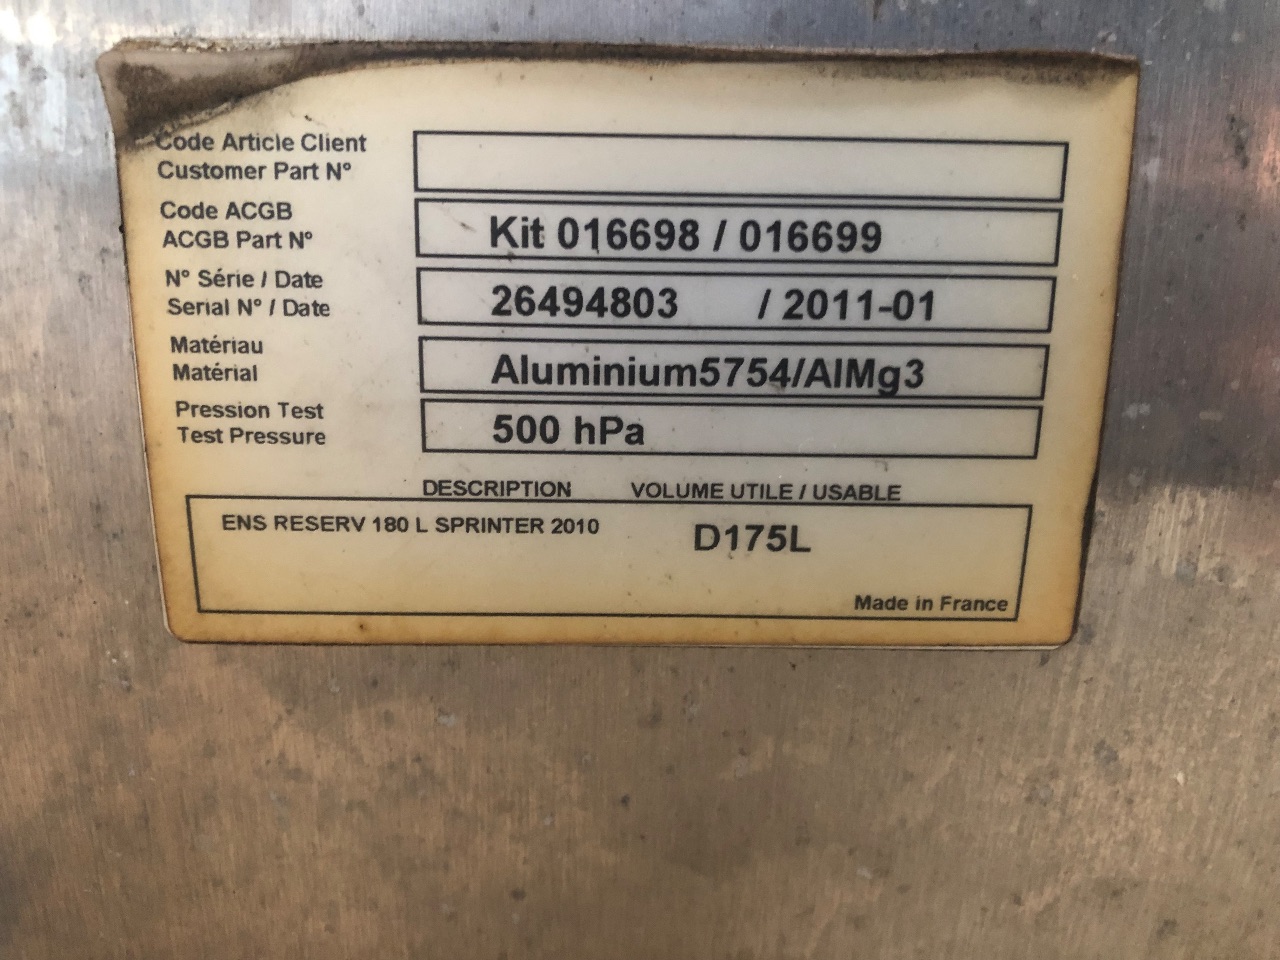 Code Article Client
Customer Part N°
Code ACGB
ACGB Part N°
Kit 016698 / 016699
N° Série / Date
Serial N° / Date
26494803 / 2011-01
Matériau
Matérial
Aluminium5754/AlMg3
Pression Test
Test Pressure
500 hPa
DESCRIPTION VOLUME UTILE / USABLE
ENS RESERV 180 L SPRINTER 2010 D175L
Made in France